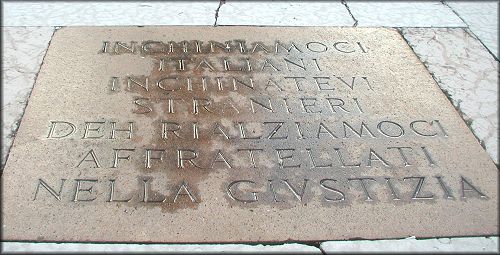 INCHINIAMOCI
ITALIANI
INCHINATEVI
STRANIERI
DEH RIALZIAMOCI
AFFRATELLATI
NELLA GIVSTIZIA